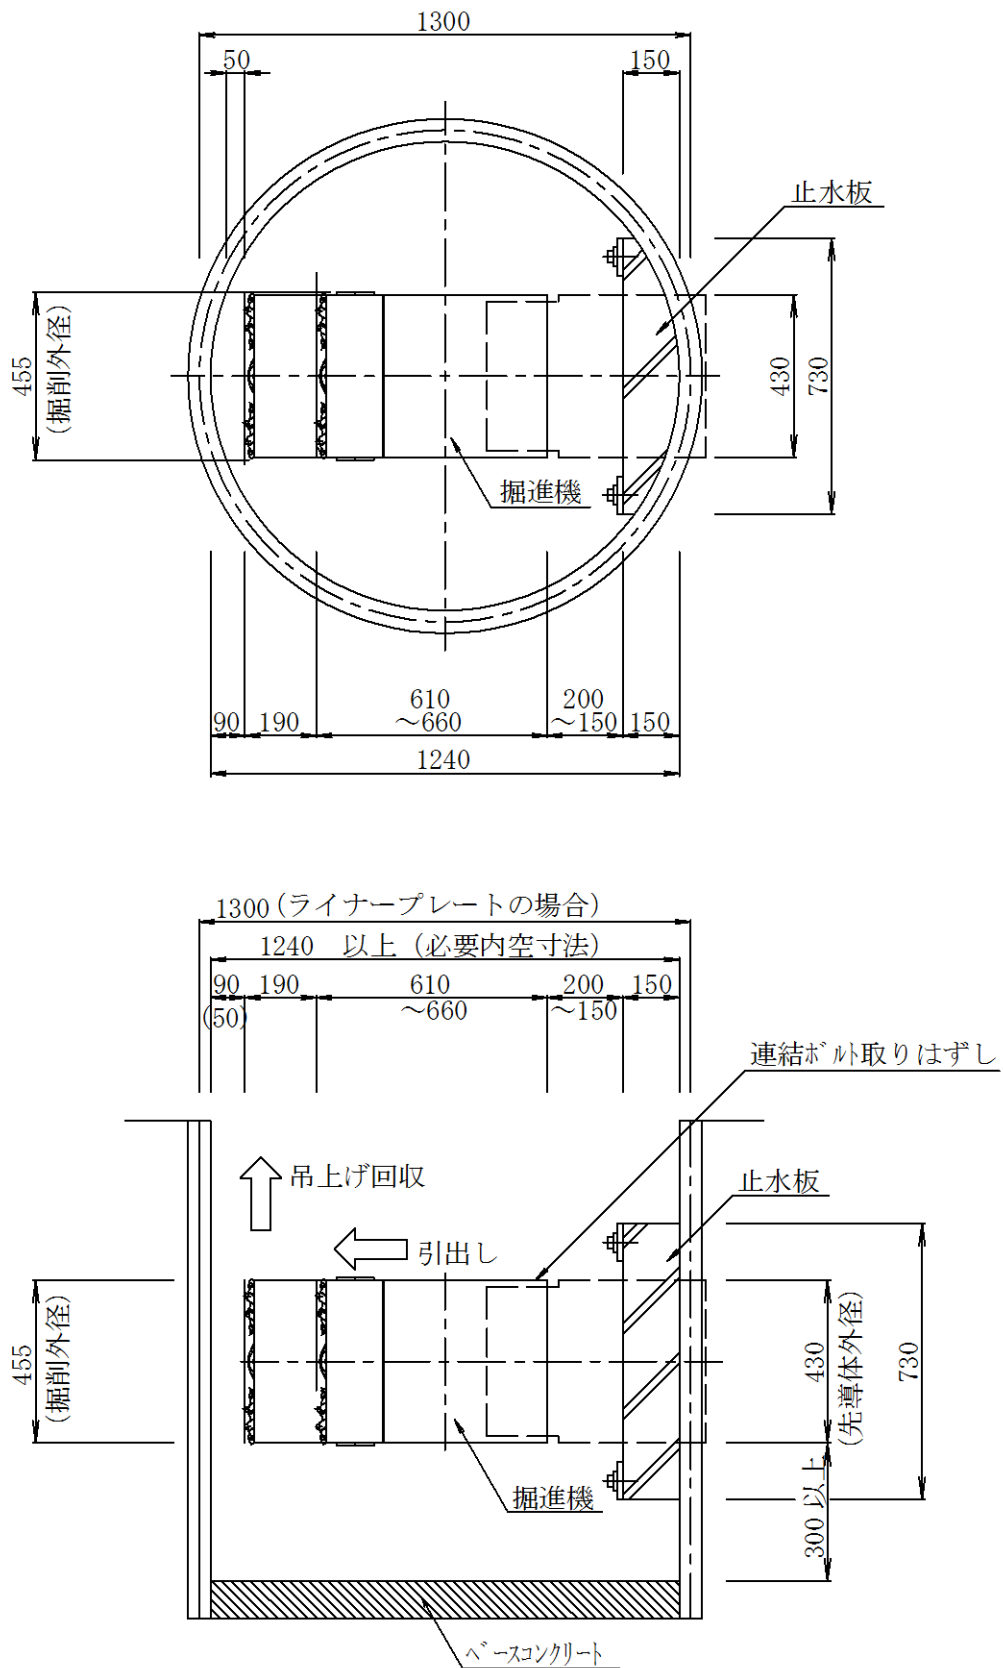 1300
50
150
止水板
455
(掘削外径)
430
730
掘進機
610
～660
200
～150
90
190
150
1240
1300(ライナープレートの場合)
1240 以上 (必要内空寸法)
90
(50)
190
610
～660
200
～150
150
連結ボルト取りはずし
吊上げ回収
止水板
引出し
455
(掘削外径)
430
(先導体外径)
730
掘進機
300以上
ベースコンクリート